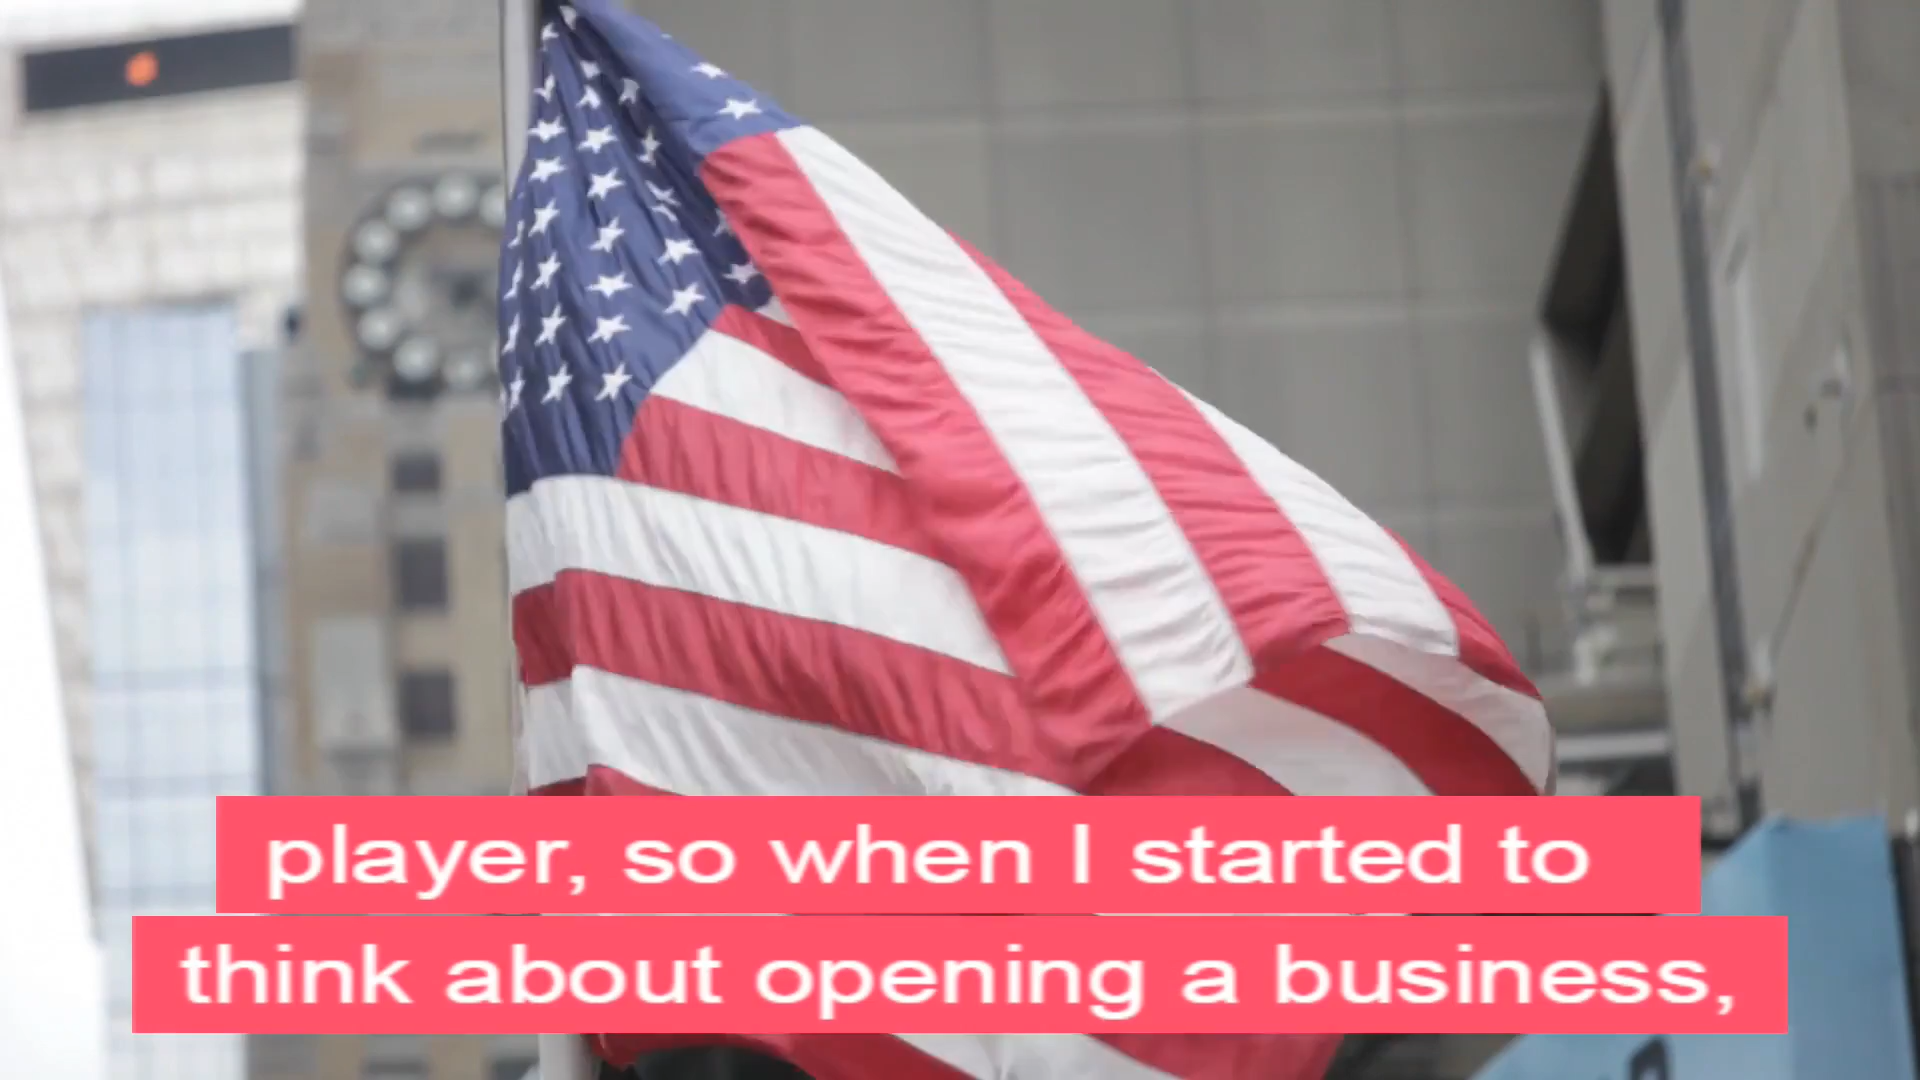 player, so when I started to
think about opening a business,